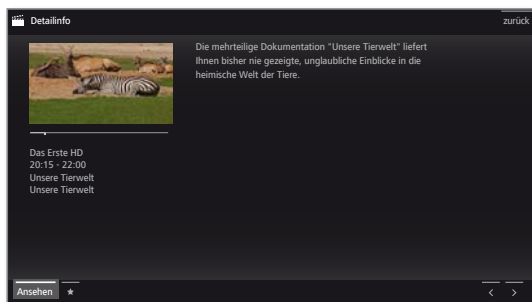 Detailinfo
zurück
Die mehrteilige Dokumentation "Unsere Tierwelt" liefert
Ihnen bisher nie gezeigte, unglaubliche Einblicke in die
heimische Welt der Tiere.
Das Erste HD
20:15 - 22:00
Unsere Tierwelt
Unsere Tierwelt
Ansehen